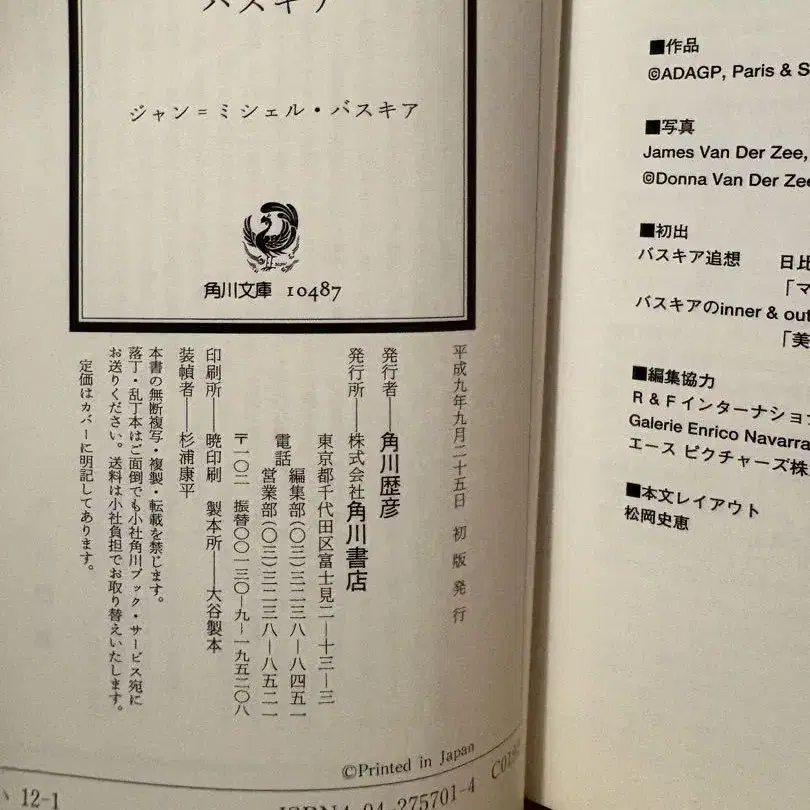 バスキア
ジャン=ミシェル・バスキア
角川文庫 10487
平成九年九月二十五日 初版発行
発行者――角川歴彦
発行所――株式会社角川書店
東京都千代田区富士見二―十三―三
電話 編集部(〇三)三二三八―八四五一
営業部(〇三)三二三八―八五二一
〒一〇二 振替〇〇一三〇―九―一九五二〇八
印刷所――暁印刷 製本所――大谷製本
装幀者――杉浦康平
本書の無断複写・複製・転載を禁じます。
落丁・乱丁本はご面倒でも小社角川ブック・サービス宛に
お送りください。送料は小社負担でお取り替えいたします。
定価はカバーに明記してあります。
©Printed in Japan
い 12-1
ISBN4-04-275701-4
■作品
©ADAGP, Paris & S
■写真
James Van Der Zee,
©Donna Van Der Zee
■初出
バスキア追想 日比
「マ
バスキアのinner & out
「美
■編集協力
R & F インターナショナ
Galerie Enrico Navarra
エース ピクチャーズ株
■本文レイアウト
松岡史恵